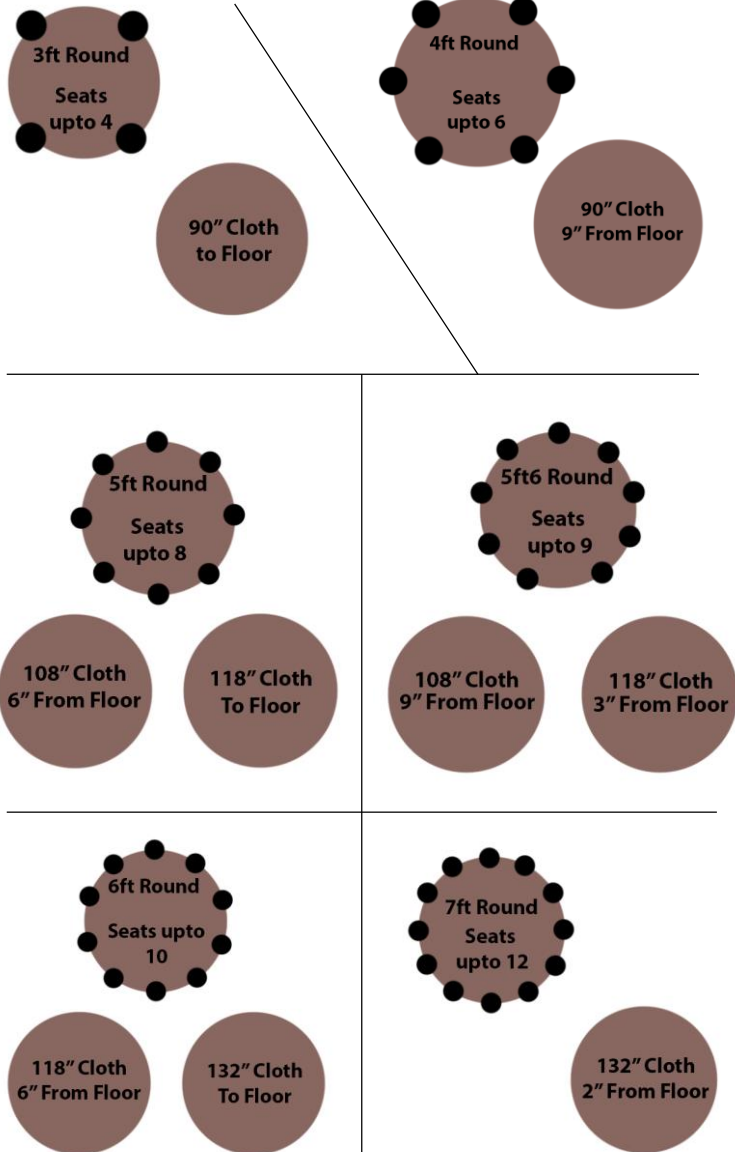 3ft Round
Seats
upto 4
90” Cloth
to Floor
4ft Round
Seats
upto 6
90” Cloth
9” From Floor
5ft Round
Seats
upto 8
108” Cloth
6” From Floor
118” Cloth
To Floor
5ft6 Round
Seats
upto 9
108” Cloth
9” From Floor
118” Cloth
3” From Floor
6ft Round
Seats upto
10
118” Cloth
6” From Floor
132” Cloth
To Floor
7ft Round
Seats
upto 12
132” Cloth
2” From Floor